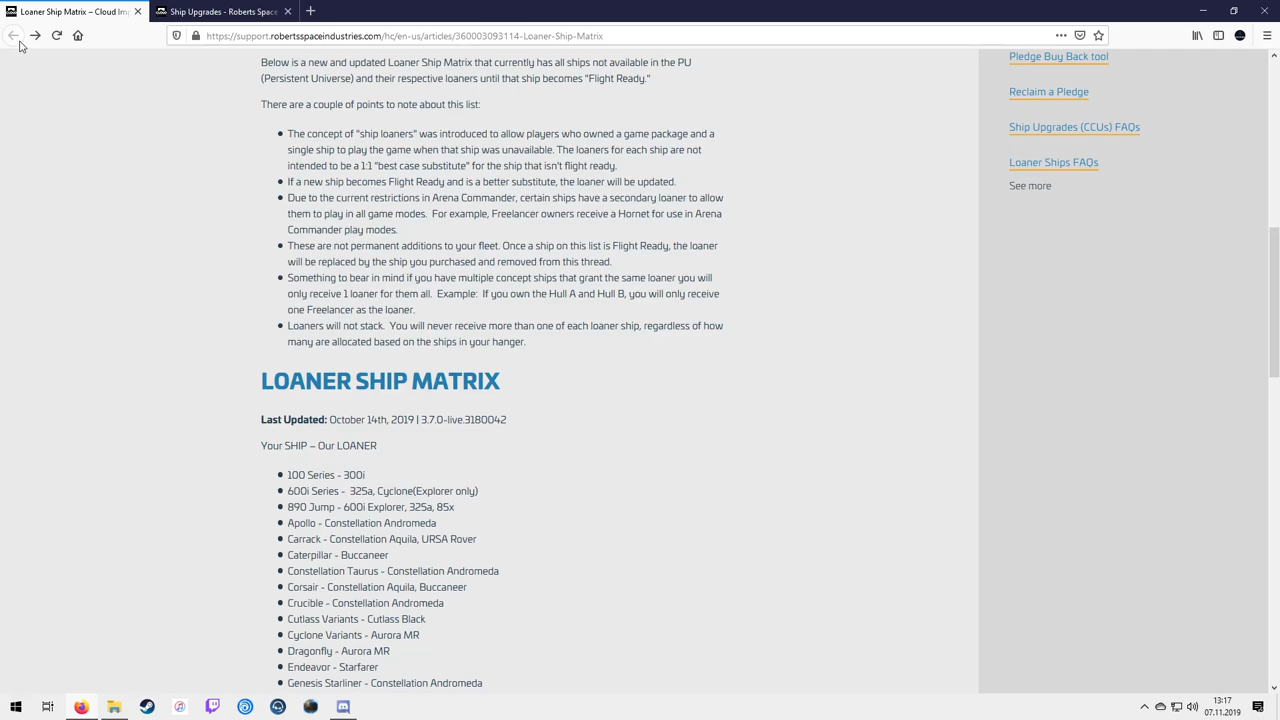 Loaner Ship Matrix – Cloud Im
Ship Upgrades - Roberts Space
https://support.robertsspaceindustries.com/hc/en-us/articles/360003093114-Loaner-Ship-Matrix
Below is a new and updated Loaner Ship Matrix that currently has all ships not available in the PU
(Persistent Universe) and their respective loaners until that ship becomes "Flight Ready."
There are a couple of points to note about this list:
The concept of "ship loaners" was introduced to allow players who owned a game package and a
single ship to play the game when that ship was unavailable. The loaners for each ship are not
intended to be a 1:1 "best case substitute" for the ship that isn't flight ready.
If a new ship becomes Flight Ready and is a better substitute, the loaner will be updated.
Due to the current restrictions in Arena Commander, certain ships have a secondary loaner to allow
them to play in all game modes. For example, Freelancer owners receive a Hornet for use in Arena
Commander play modes.
These are not permanent additions to your fleet. Once a ship on this list is Flight Ready, the loaner
will be replaced by the ship you purchased and removed from this thread.
Something to bear in mind if you have multiple concept ships that grant the same loaner you will
only receive 1 loaner for them all. Example: If you own the Hull A and Hull B, you will only receive
one Freelancer as the loaner.
Loaners will not stack. You will never receive more than one of each loaner ship, regardless of how
many are allocated based on the ships in your hanger.
LOANER SHIP MATRIX
Last Updated: October 14th, 2019 | 3.7.0-live.3180042
Your SHIP – Our LOANER
100 Series - 300i
600i Series - 325a, Cyclone(Explorer only)
890 Jump - 600i Explorer, 325a, 85x
Apollo - Constellation Andromeda
Carrack - Constellation Aquila, URSA Rover
Caterpillar - Buccaneer
Constellation Taurus - Constellation Andromeda
Corsair - Constellation Aquila, Buccaneer
Crucible - Constellation Andromeda
Cutlass Variants - Cutlass Black
Cyclone Variants - Aurora MR
Dragonfly - Aurora MR
Endeavor - Starfarer
Genesis Starliner - Constellation Andromeda
Pledge Buy Back tool
Reclaim a Pledge
Ship Upgrades (CCUs) FAQs
Loaner Ships FAQs
See more
13:17
07.11.2019